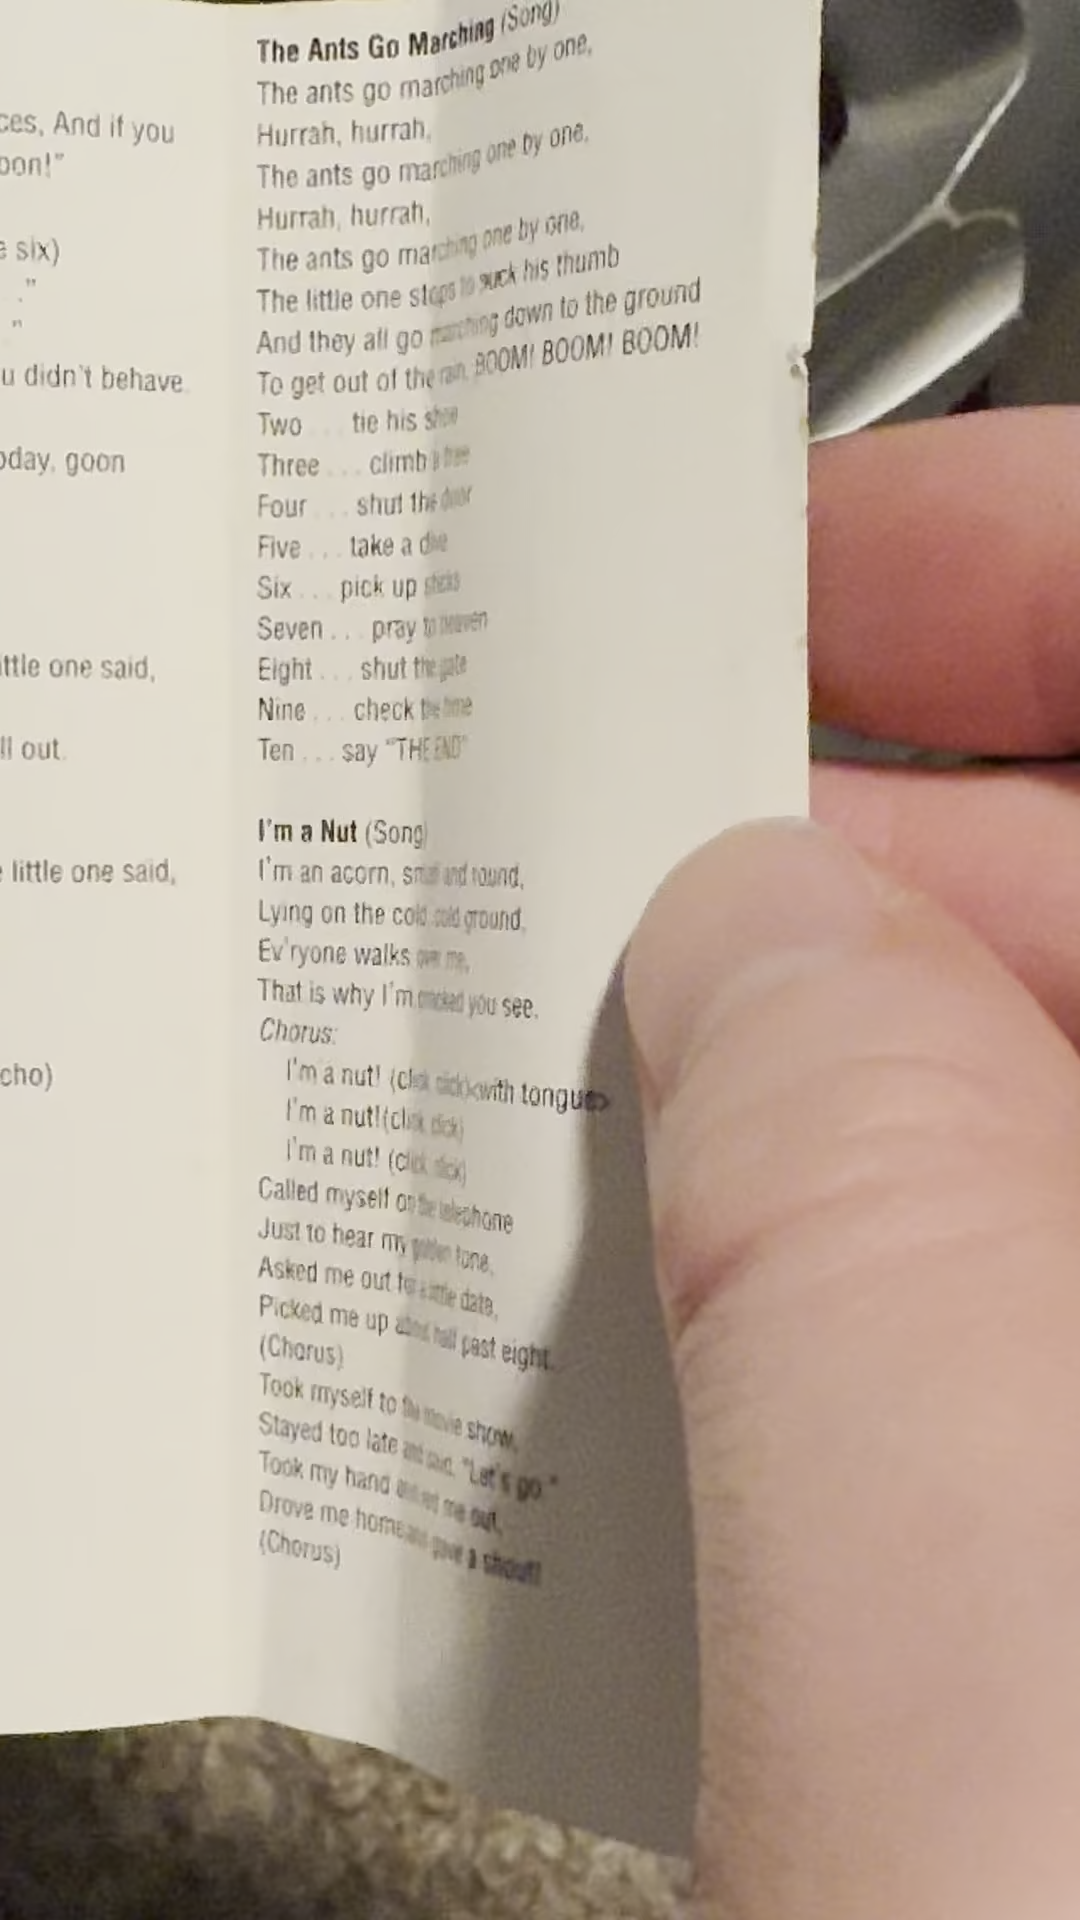 ces, And if you
oon!"
e six)
."
"
u didn't behave.
oday, goon
ittle one said,
ll out.
e little one said,
cho)
The Ants Go Marching (Song)
The ants go marching one by one,
Hurrah, hurrah,
The ants go marching one by one,
Hurrah, hurrah,
The ants go marching one by one,
The little one stops to suck his thumb
And they all go marching down to the ground
To get out of the rain, BOOM! BOOM! BOOM!
Two . . . tie his shoe
Three . . . climb a tree
Four . . . shut the door
Five . . . take a dive
Six . . . pick up sticks
Seven . . . pray to heaven
Eight . . . shut the gate
Nine . . . check the time
Ten . . . say "THE END"
I'm a Nut (Song)
I'm an acorn, small and round,
Lying on the cold, cold ground,
Ev'ryone walks over me,
That is why I'm cracked you see.
Chorus:
I'm a nut! (click click)<with tongue>
I'm a nut!(click click)
I'm a nut! (click click)
Called myself on the telephone
Just to hear my golden tone,
Asked me out for a little date,
Picked me up about half past eight.
(Chorus)
Took myself to the movie show,
Stayed too late and said, "Let's go."
Took my hand and led me out,
Drove me home and gave a shout!
(Chorus)